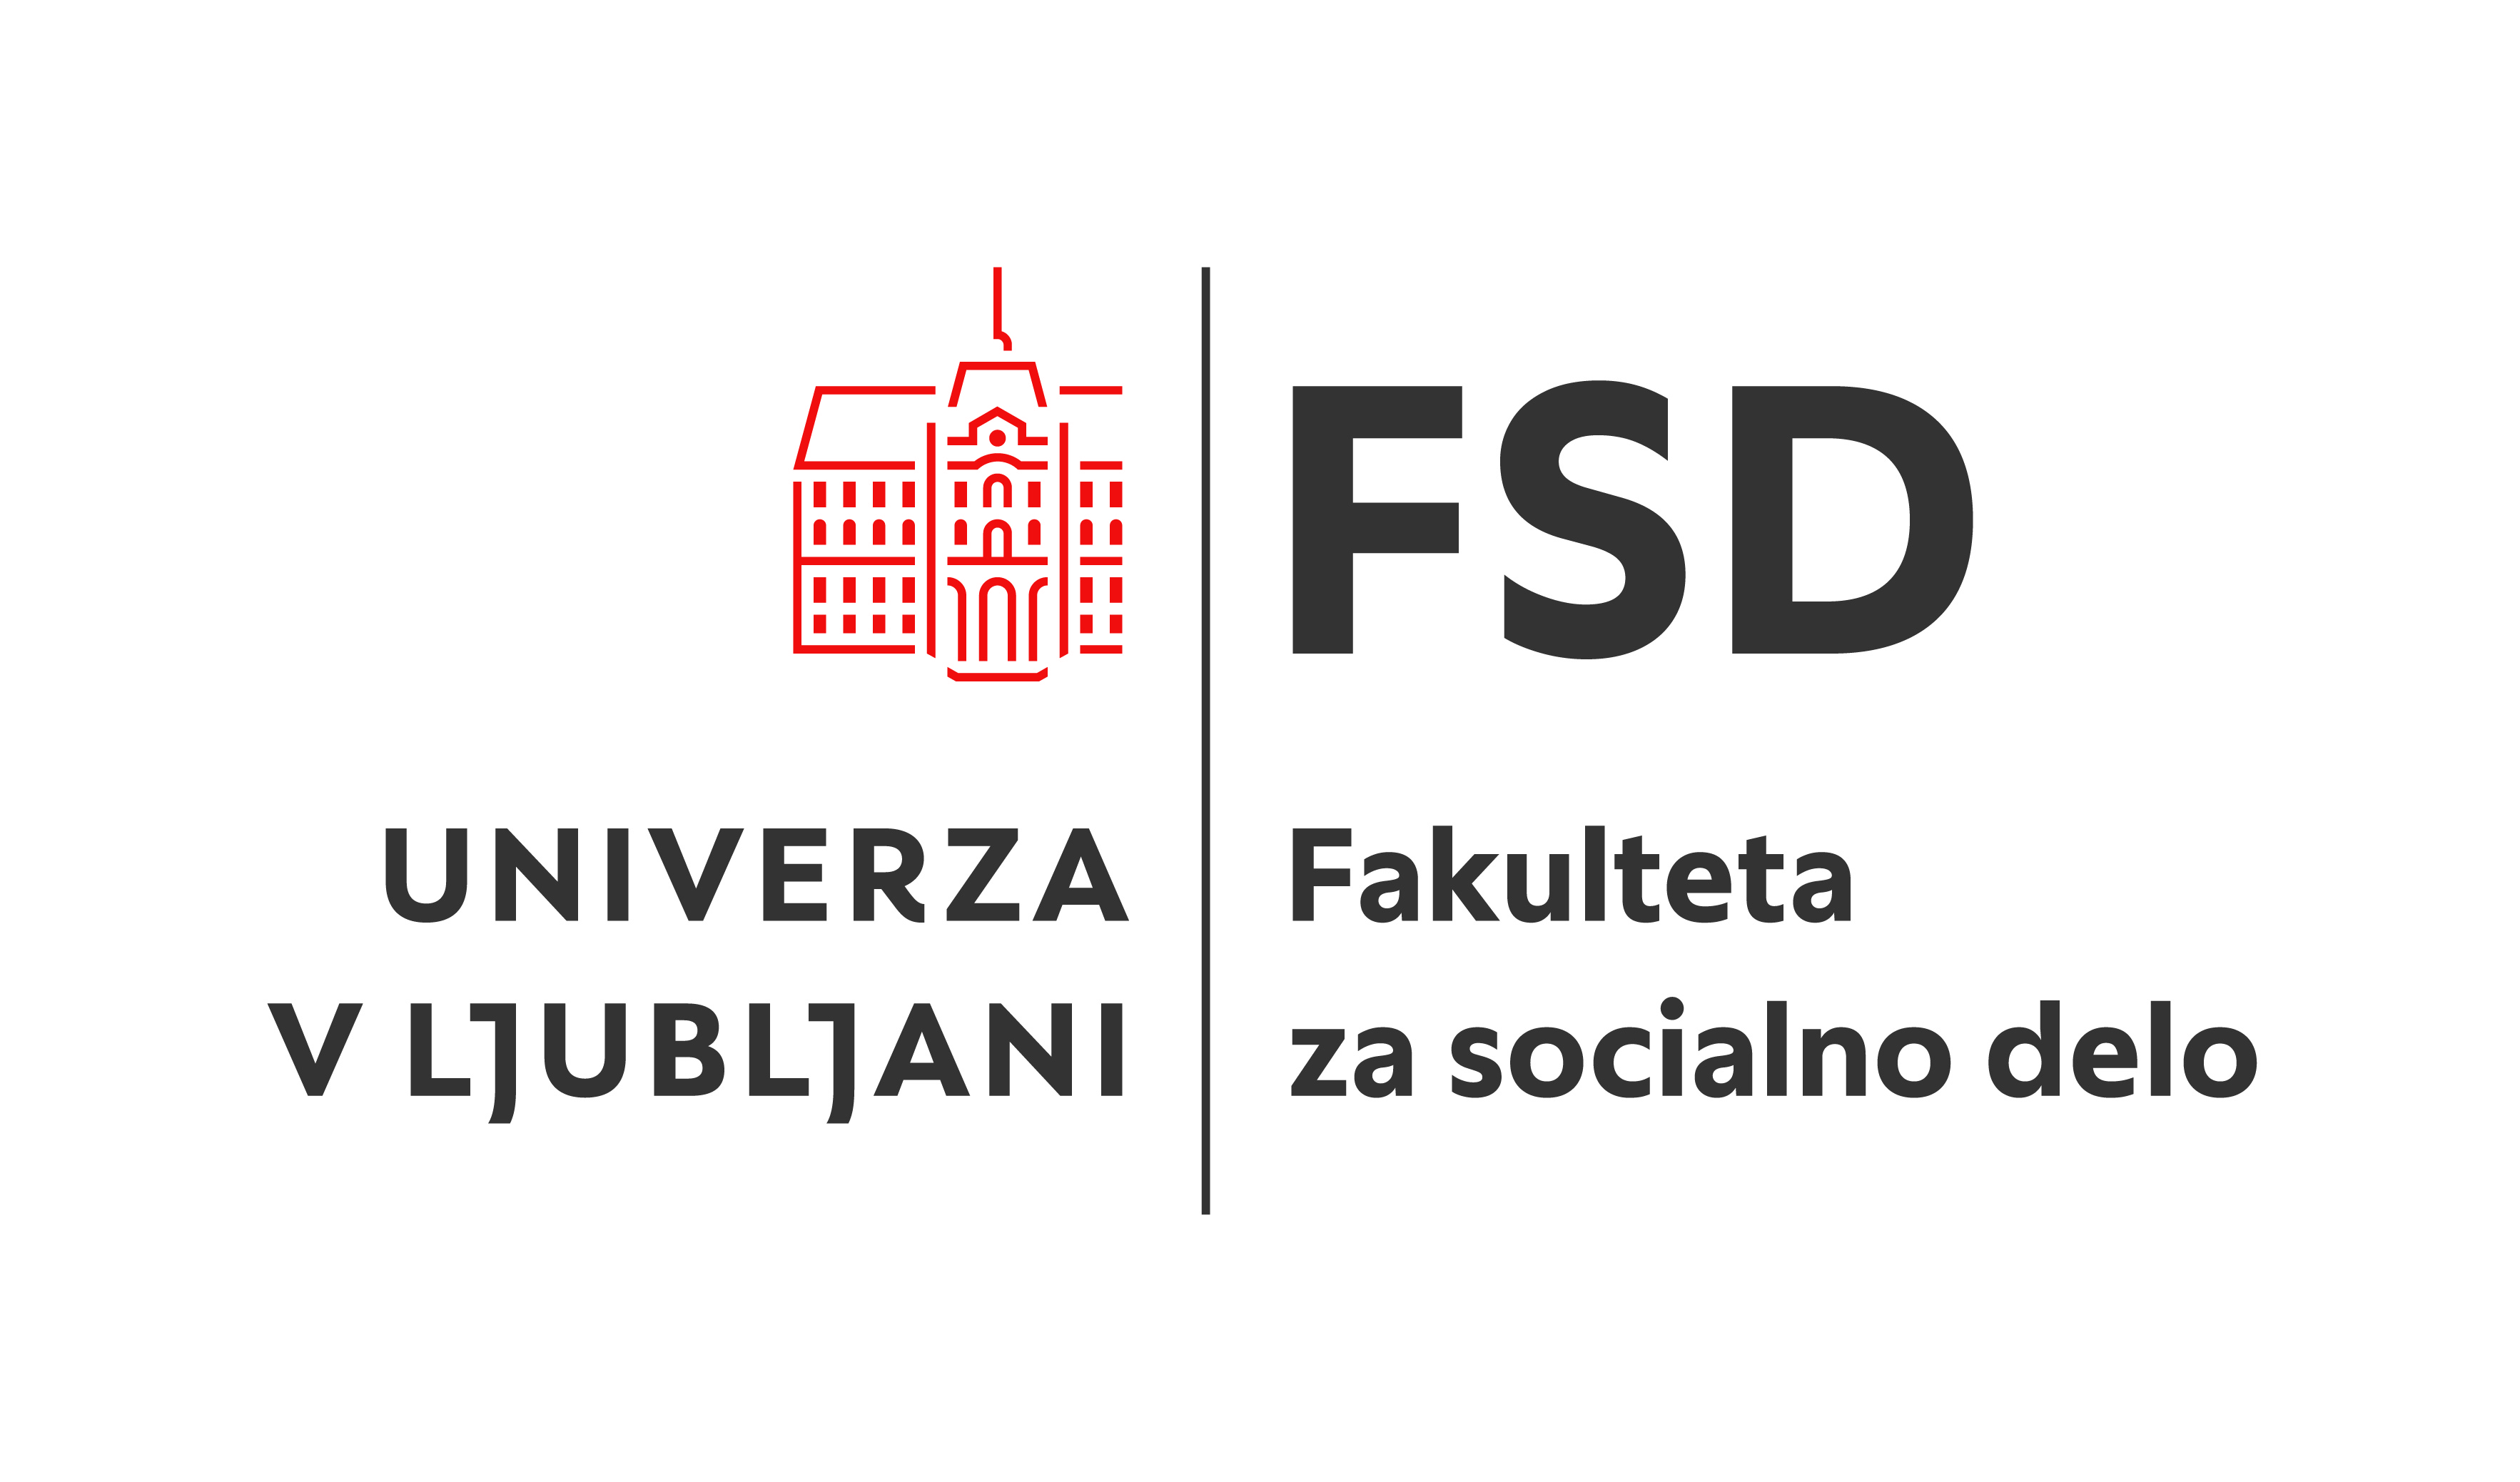 FSD
UNIVERZA
V LJUBLJANI
Fakulteta
za socialno delo